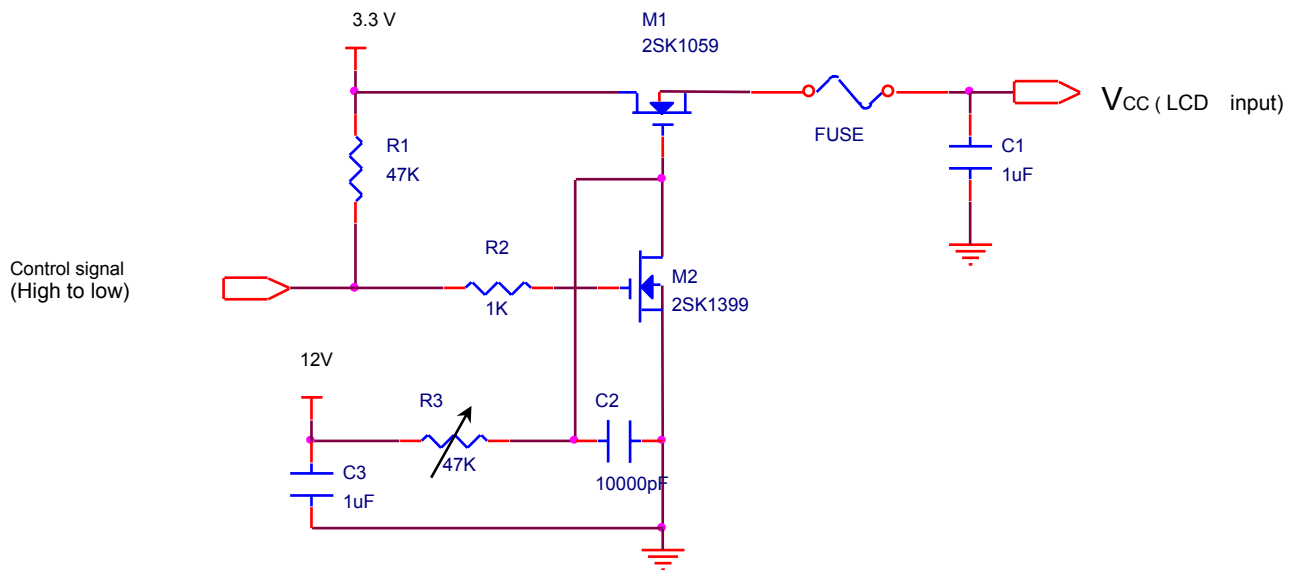 3.3 V
M1
2SK1059
R1
47K
FUSE
C1
1uF
VCC ( LCD input)
Control signal
(High to low)
R2
1K
M2
2SK1399
12V
R3
47K
C2
10000pF
C3
1uF